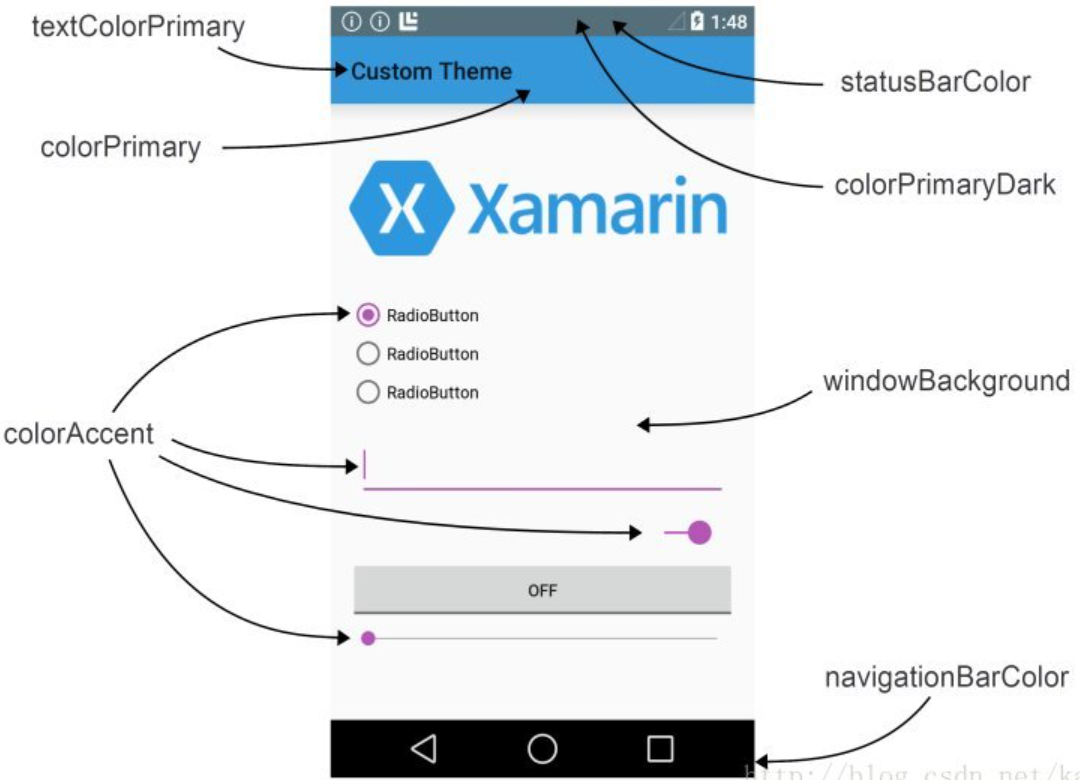 textColorPrimary
1:48
Custom Theme
statusBarColor
colorPrimary
colorPrimaryDark
Xamarin
RadioButton
RadioButton
RadioButton
windowBackground
colorAccent
OFF
navigationBarColor
http://blog.csdn.net/ka